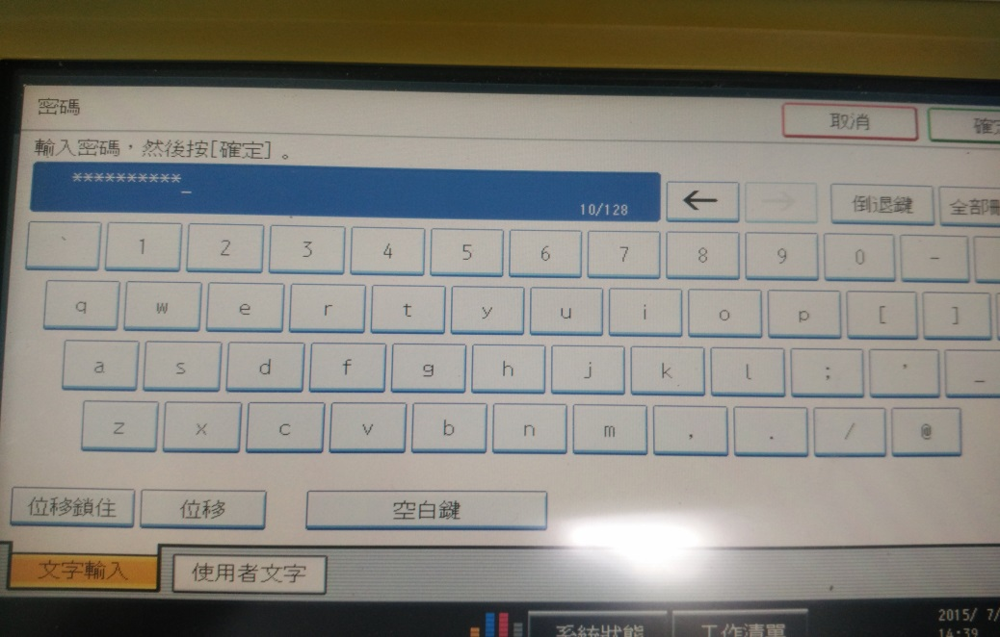 密碼
取消
確定
輸入密碼，然後按[確定]。
**********_
10/128
← → 倒退鍵 全部刪
` 1 2 3 4 5 6 7 8 9 0 -
q w e r t y u i o p [ ]
a s d f g h j k l ; ' _
z x c v b n m , . / @
位移鎖住 位移 空白鍵
文字輸入 使用者文字
系統狀態 工作清單
2015/ 7/
14:39